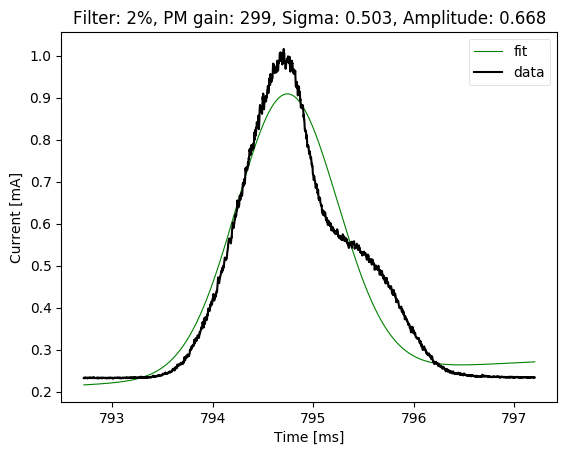 Filter: 2%, PM gain: 299, Sigma: 0.503, Amplitude: 0.668
fit
data
1.0
0.9
0.8
0.7
0.6
0.5
0.4
0.3
0.2
Current [mA]
793
794
795
796
797
Time [ms]